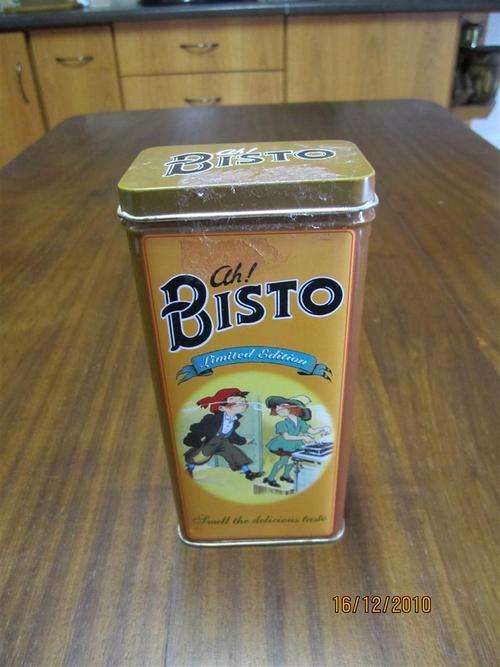 Ah!
BISTO
Ah!
BISTO
Limited Edition
Smell the delicious taste
16/12/2010